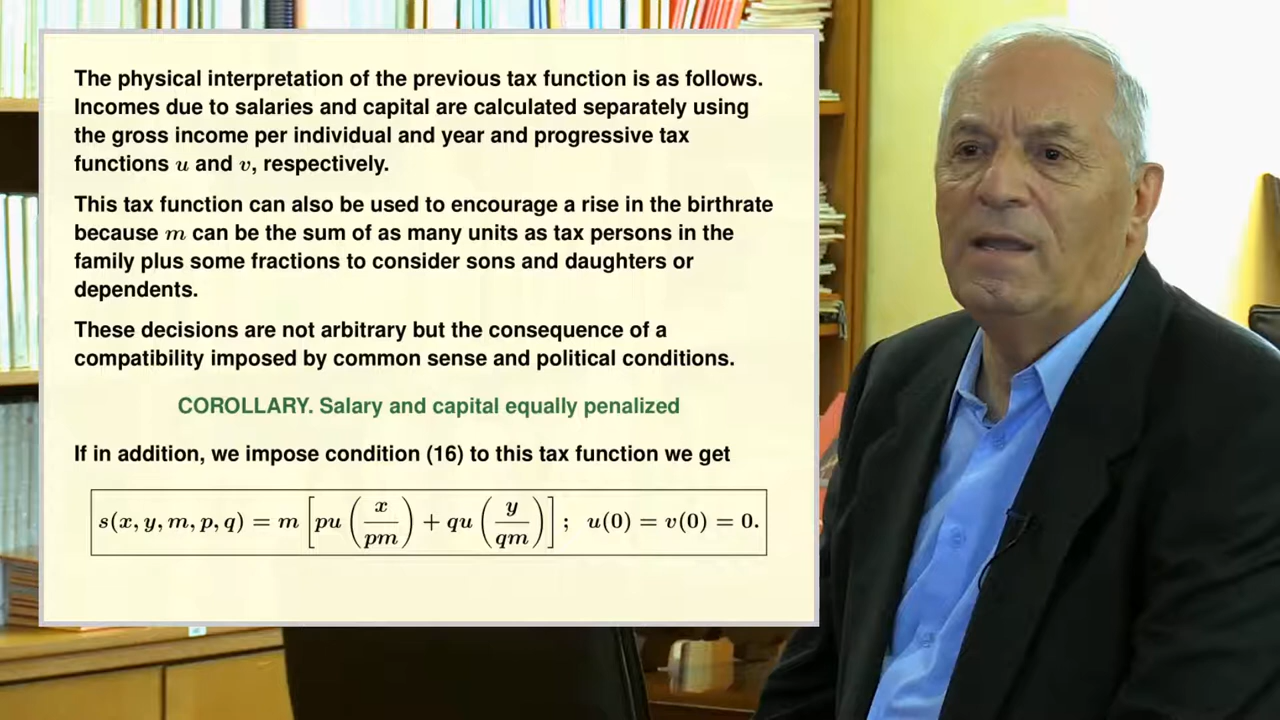 The physical interpretation of the previous tax function is as follows.
Incomes due to salaries and capital are calculated separately using
the gross income per individual and year and progressive tax
functions u and v, respectively.
This tax function can also be used to encourage a rise in the birthrate
because m can be the sum of as many units as tax persons in the
family plus some fractions to consider sons and daughters or
dependents.
These decisions are not arbitrary but the consequence of a
compatibility imposed by common sense and political conditions.
COROLLARY. Salary and capital equally penalized
If in addition, we impose condition (16) to this tax function we get
s(x, y, m, p, q) = m [pu (x/pm) + qu (y/qm)] ; u(0) = v(0) = 0.